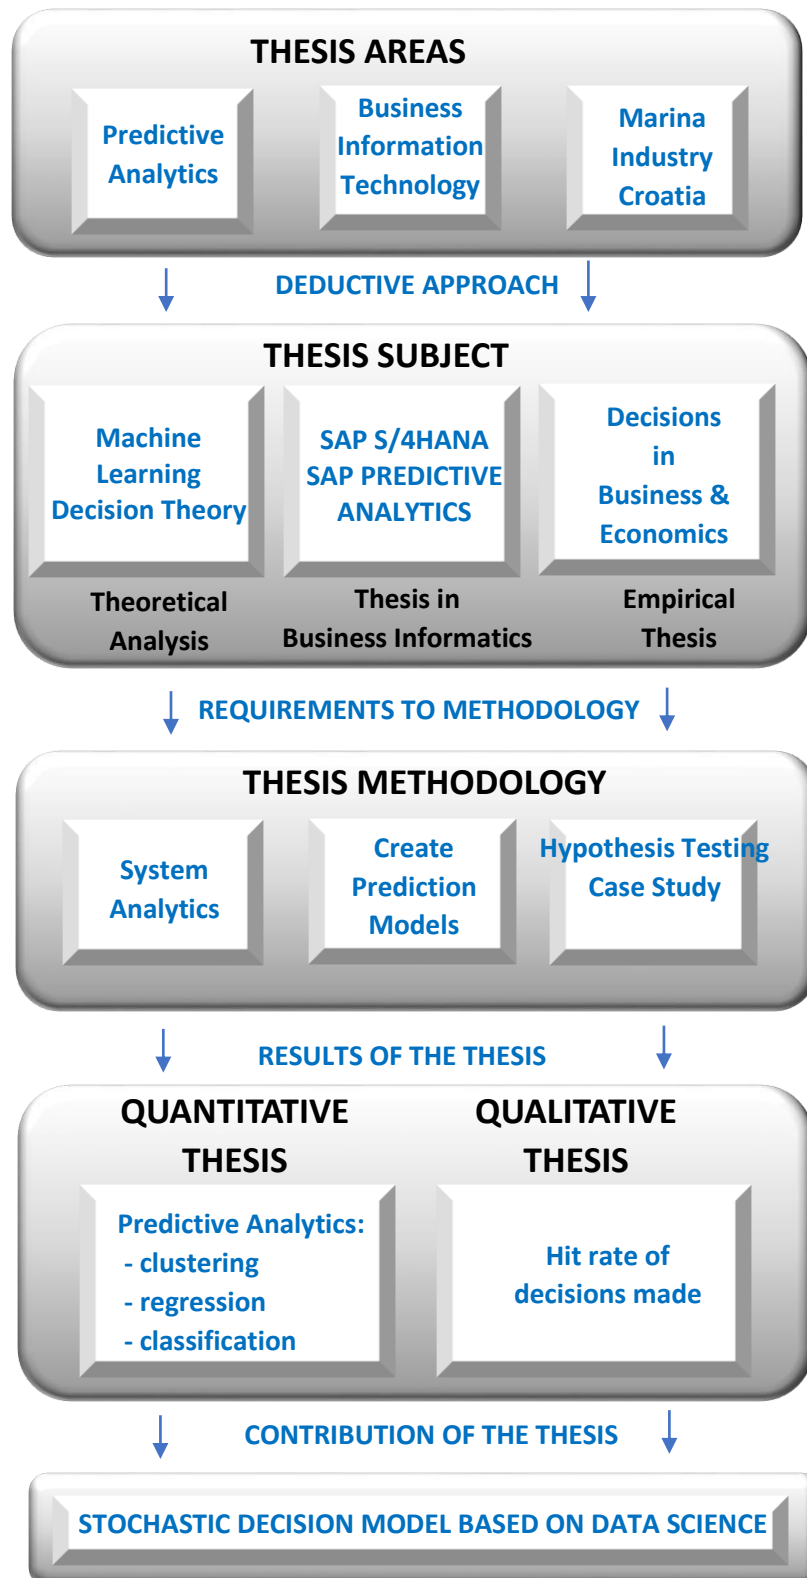 THESIS AREAS
Predictive
Analytics
Business
Information
Technology
Marina
Industry
Croatia
DEDUCTIVE APPROACH
THESIS SUBJECT
Machine
Learning
Decision Theory
SAP S/4HANA
SAP PREDICTIVE
ANALYTICS
Decisions
in
Business &
Economics
Theoretical
Analysis
Thesis in
Business Informatics
Empirical
Thesis
REQUIREMENTS TO METHODOLOGY
THESIS METHODOLOGY
System
Analytics
Create
Prediction
Models
Hypothesis Testing
Case Study
RESULTS OF THE THESIS
QUANTITATIVE
THESIS
QUALITATIVE
THESIS
Predictive Analytics:
- clustering
- regression
- classification
Hit rate of
decisions made
CONTRIBUTION OF THE THESIS
STOCHASTIC DECISION MODEL BASED ON DATA SCIENCE